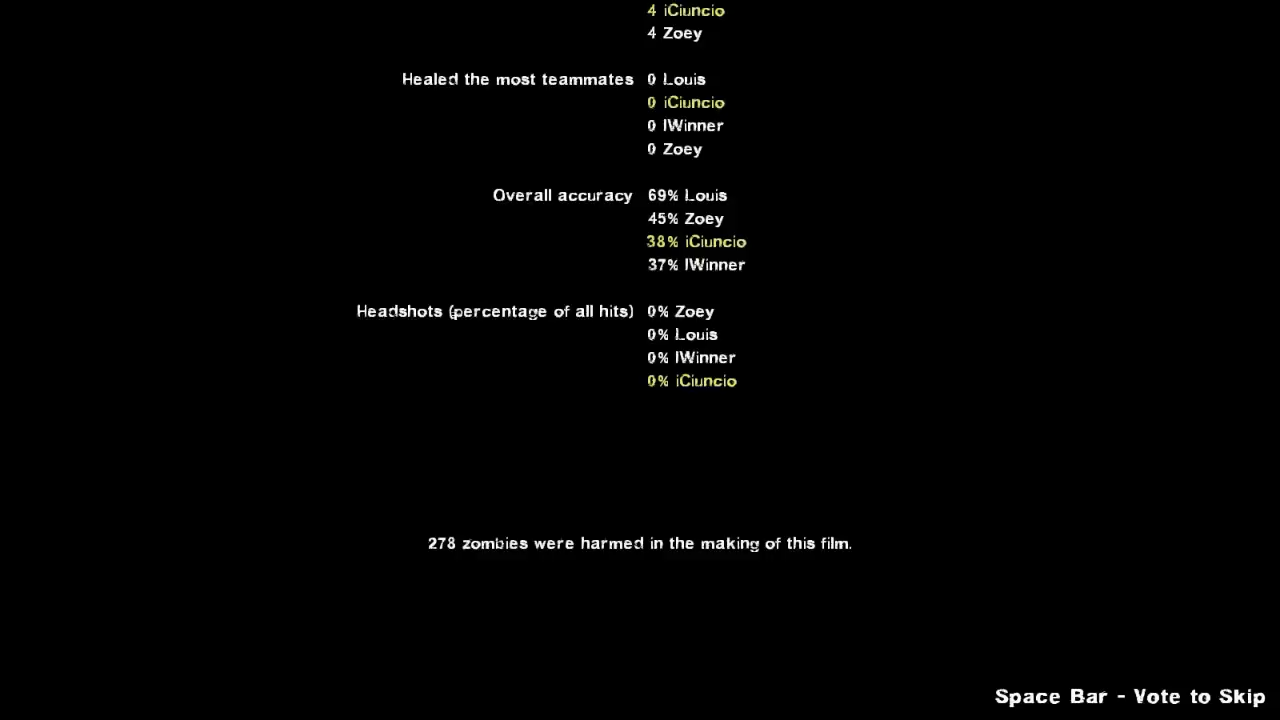 4 iCiuncio
4 Zoey
Healed the most teammates 0 Louis
0 iCiuncio
0 IWinner
0 Zoey
Overall accuracy 69% Louis
45% Zoey
38% iCiuncio
37% IWinner
Headshots (percentage of all hits) 0% Zoey
0% Louis
0% IWinner
0% iCiuncio
278 zombies were harmed in the making of this film.
Space Bar - Vote to Skip